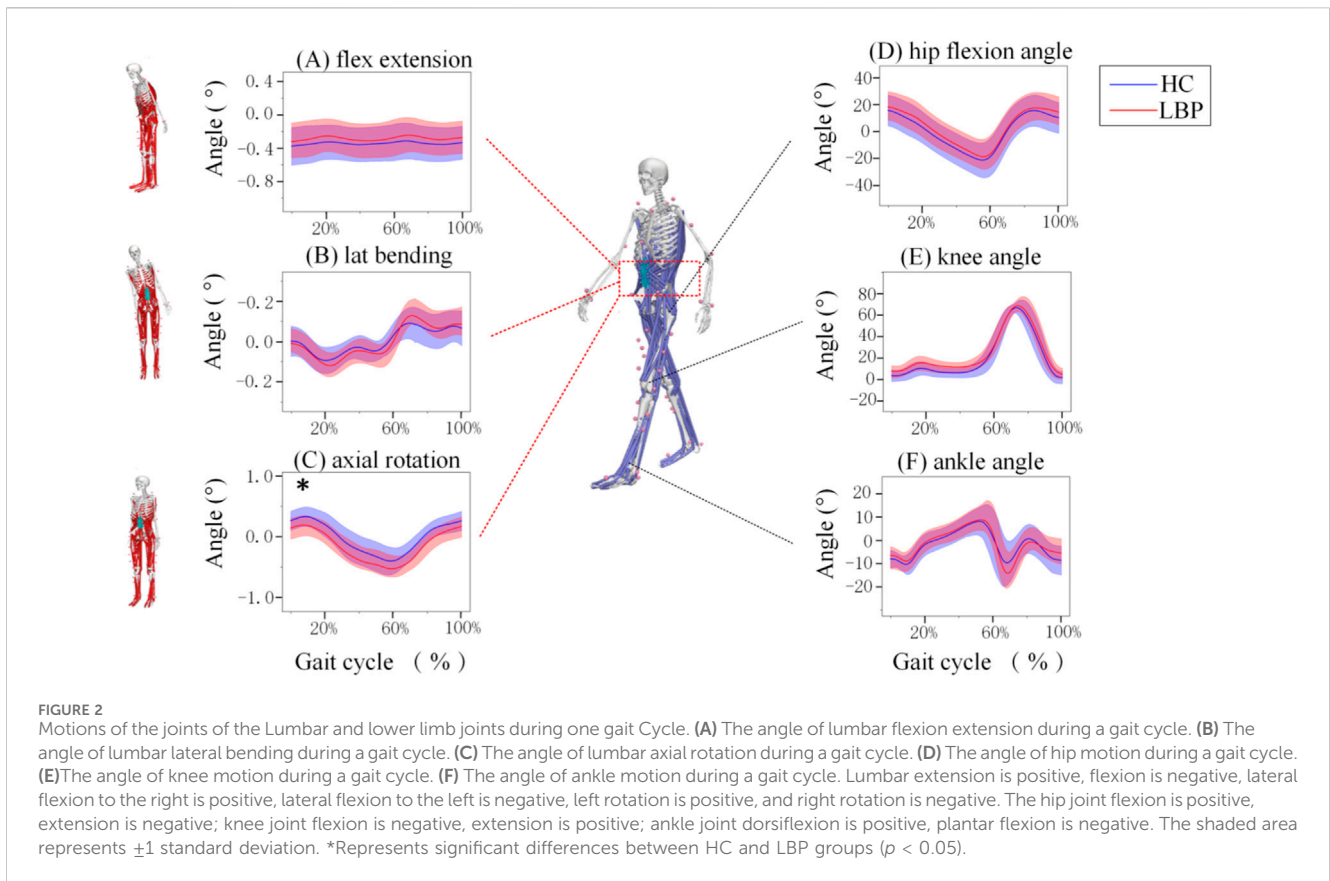 (A) flex extension
Angle (°)
0.4
0.0
-0.4
-0.8
20%
60%
100%
(B) lat bending
Angle (°)
-0.2
0.0
-0.2
20%
60%
100%
(C) axial rotation
*
Angle (°)
1.0
0.0
-1.0
20%
60%
100%
Gait cycle （%）
(D) hip flexion angle
Angle (°)
40
20
0
-20
-40
20%
60%
100%
HC
LBP
(E) knee angle
Angle (°)
80
60
40
20
0
-20
20%
60%
100%
(F) ankle angle
Angle (°)
20
10
0
-10
-20
20%
60%
100%
Gait cycle （%）
FIGURE 2
Motions of the joints of the Lumbar and lower limb joints during one gait Cycle. (A) The angle of lumbar flexion extension during a gait cycle. (B) The
angle of lumbar lateral bending during a gait cycle. (C) The angle of lumbar axial rotation during a gait cycle. (D) The angle of hip motion during a gait cycle.
(E)The angle of knee motion during a gait cycle. (F) The angle of ankle motion during a gait cycle. Lumbar extension is positive, flexion is negative, lateral
flexion to the right is positive, lateral flexion to the left is negative, left rotation is positive, and right rotation is negative. The hip joint flexion is positive,
extension is negative; knee joint flexion is negative, extension is positive; ankle joint dorsiflexion is positive, plantar flexion is negative. The shaded area
represents ±1 standard deviation. *Represents significant differences between HC and LBP groups (p < 0.05).